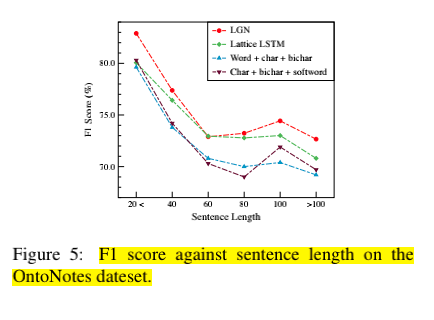 LGN
Lattice LSTM
Word + char + bichar
Char + bichar + softword
80.0
75.0
70.0
F1 Score (%)
20 < 40 60 80 100 >100
Sentence Length
Figure 5: F1 score against sentence length on the
OntoNotes dateset.